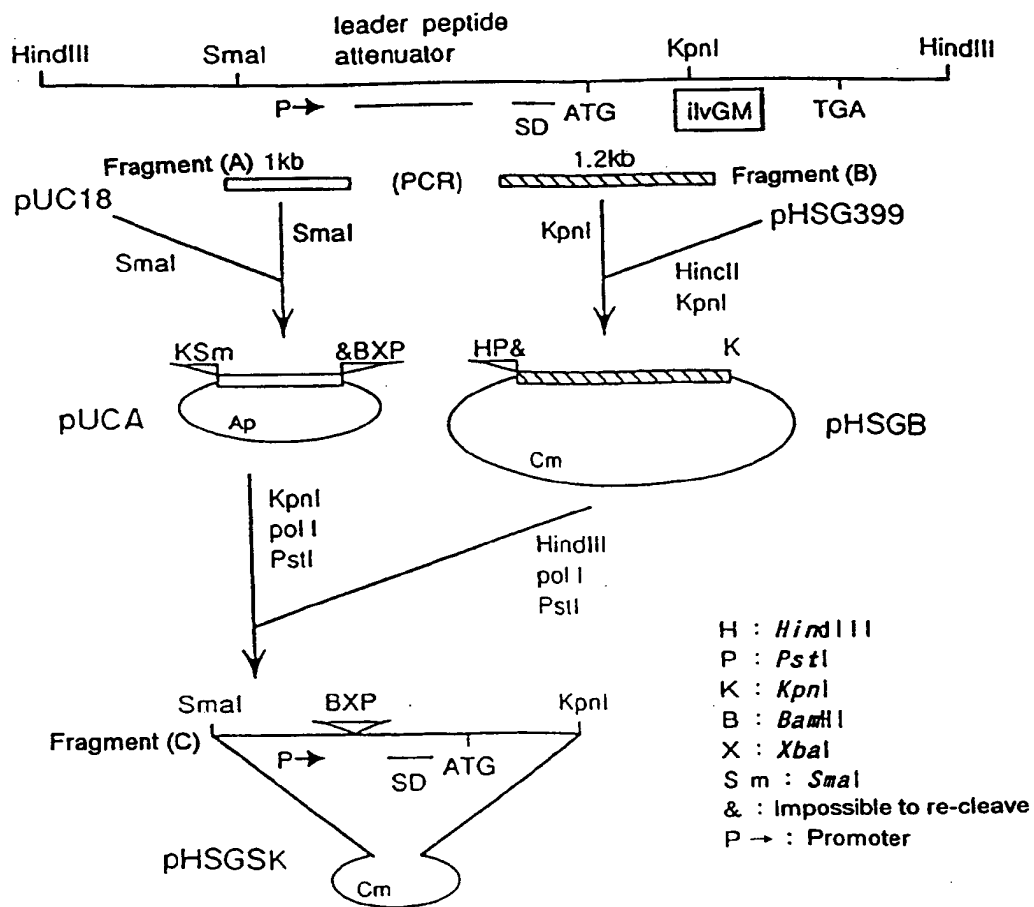 leader peptide
HindIII SmaI attenuator KpnI HindIII
P→ SD ATG ilvGM TGA
Fragment (A) 1kb (PCR) 1.2kb Fragment (B)
pUC18 SmaI KpnI pHSG399
SmaI HincII
KpnI
KSm &BXP HP& K
pUCA Ap pHSGB
Cm
KpnI
pol I
PstI
HindIII
pol I
PstI
SmaI BXP KpnI
Fragment (C)
P→ SD ATG
pHSGSK
Cm
H : HindIII
P : PstI
K : KpnI
B : BamHI
X : XbaI
Sm : SmaI
& : Impossible to re-cleave
P → : Promoter